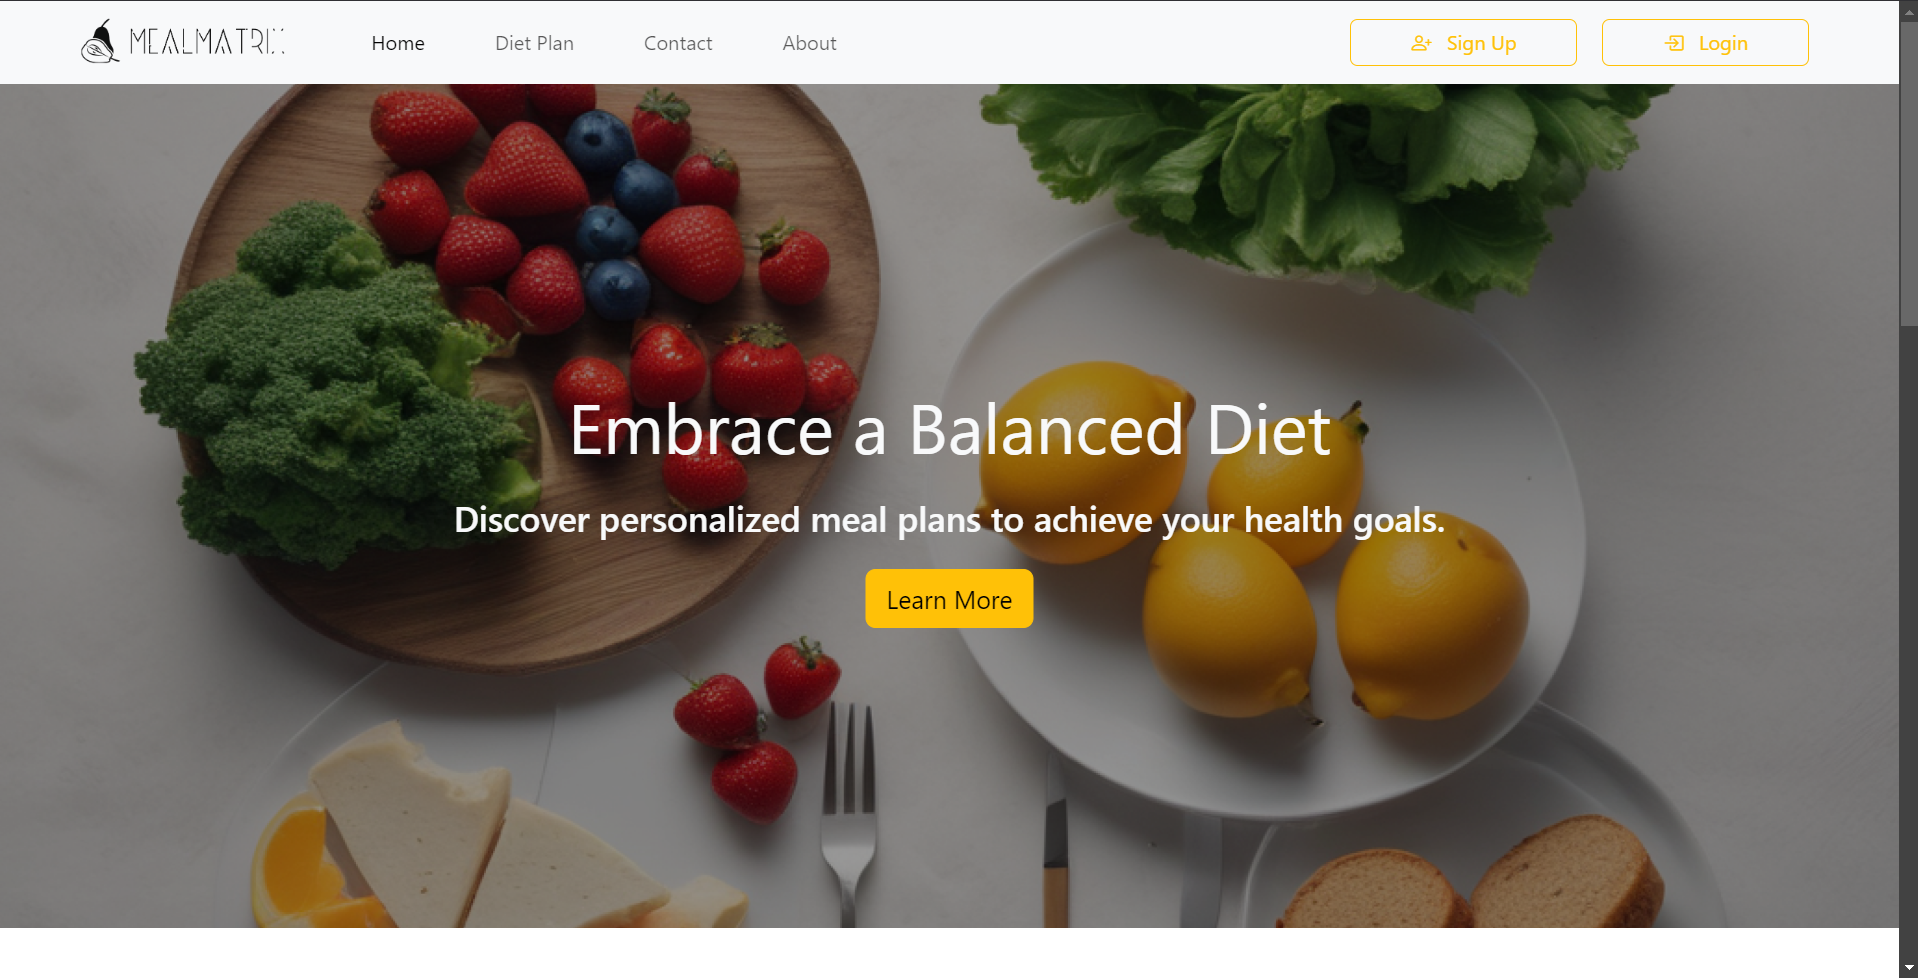 MEALMATRIX
Home
Diet Plan
Contact
About
Sign Up
Login
Embrace a Balanced Diet
Discover personalized meal plans to achieve your health goals.
Learn More